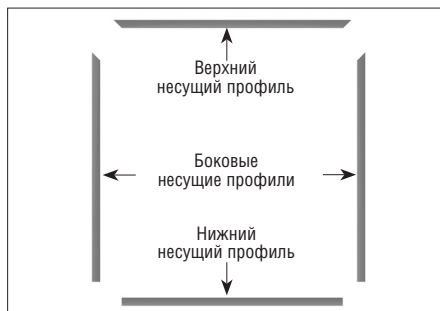 Верхний
несущий профиль
Боковые
несущие профили
Нижний
несущий профиль